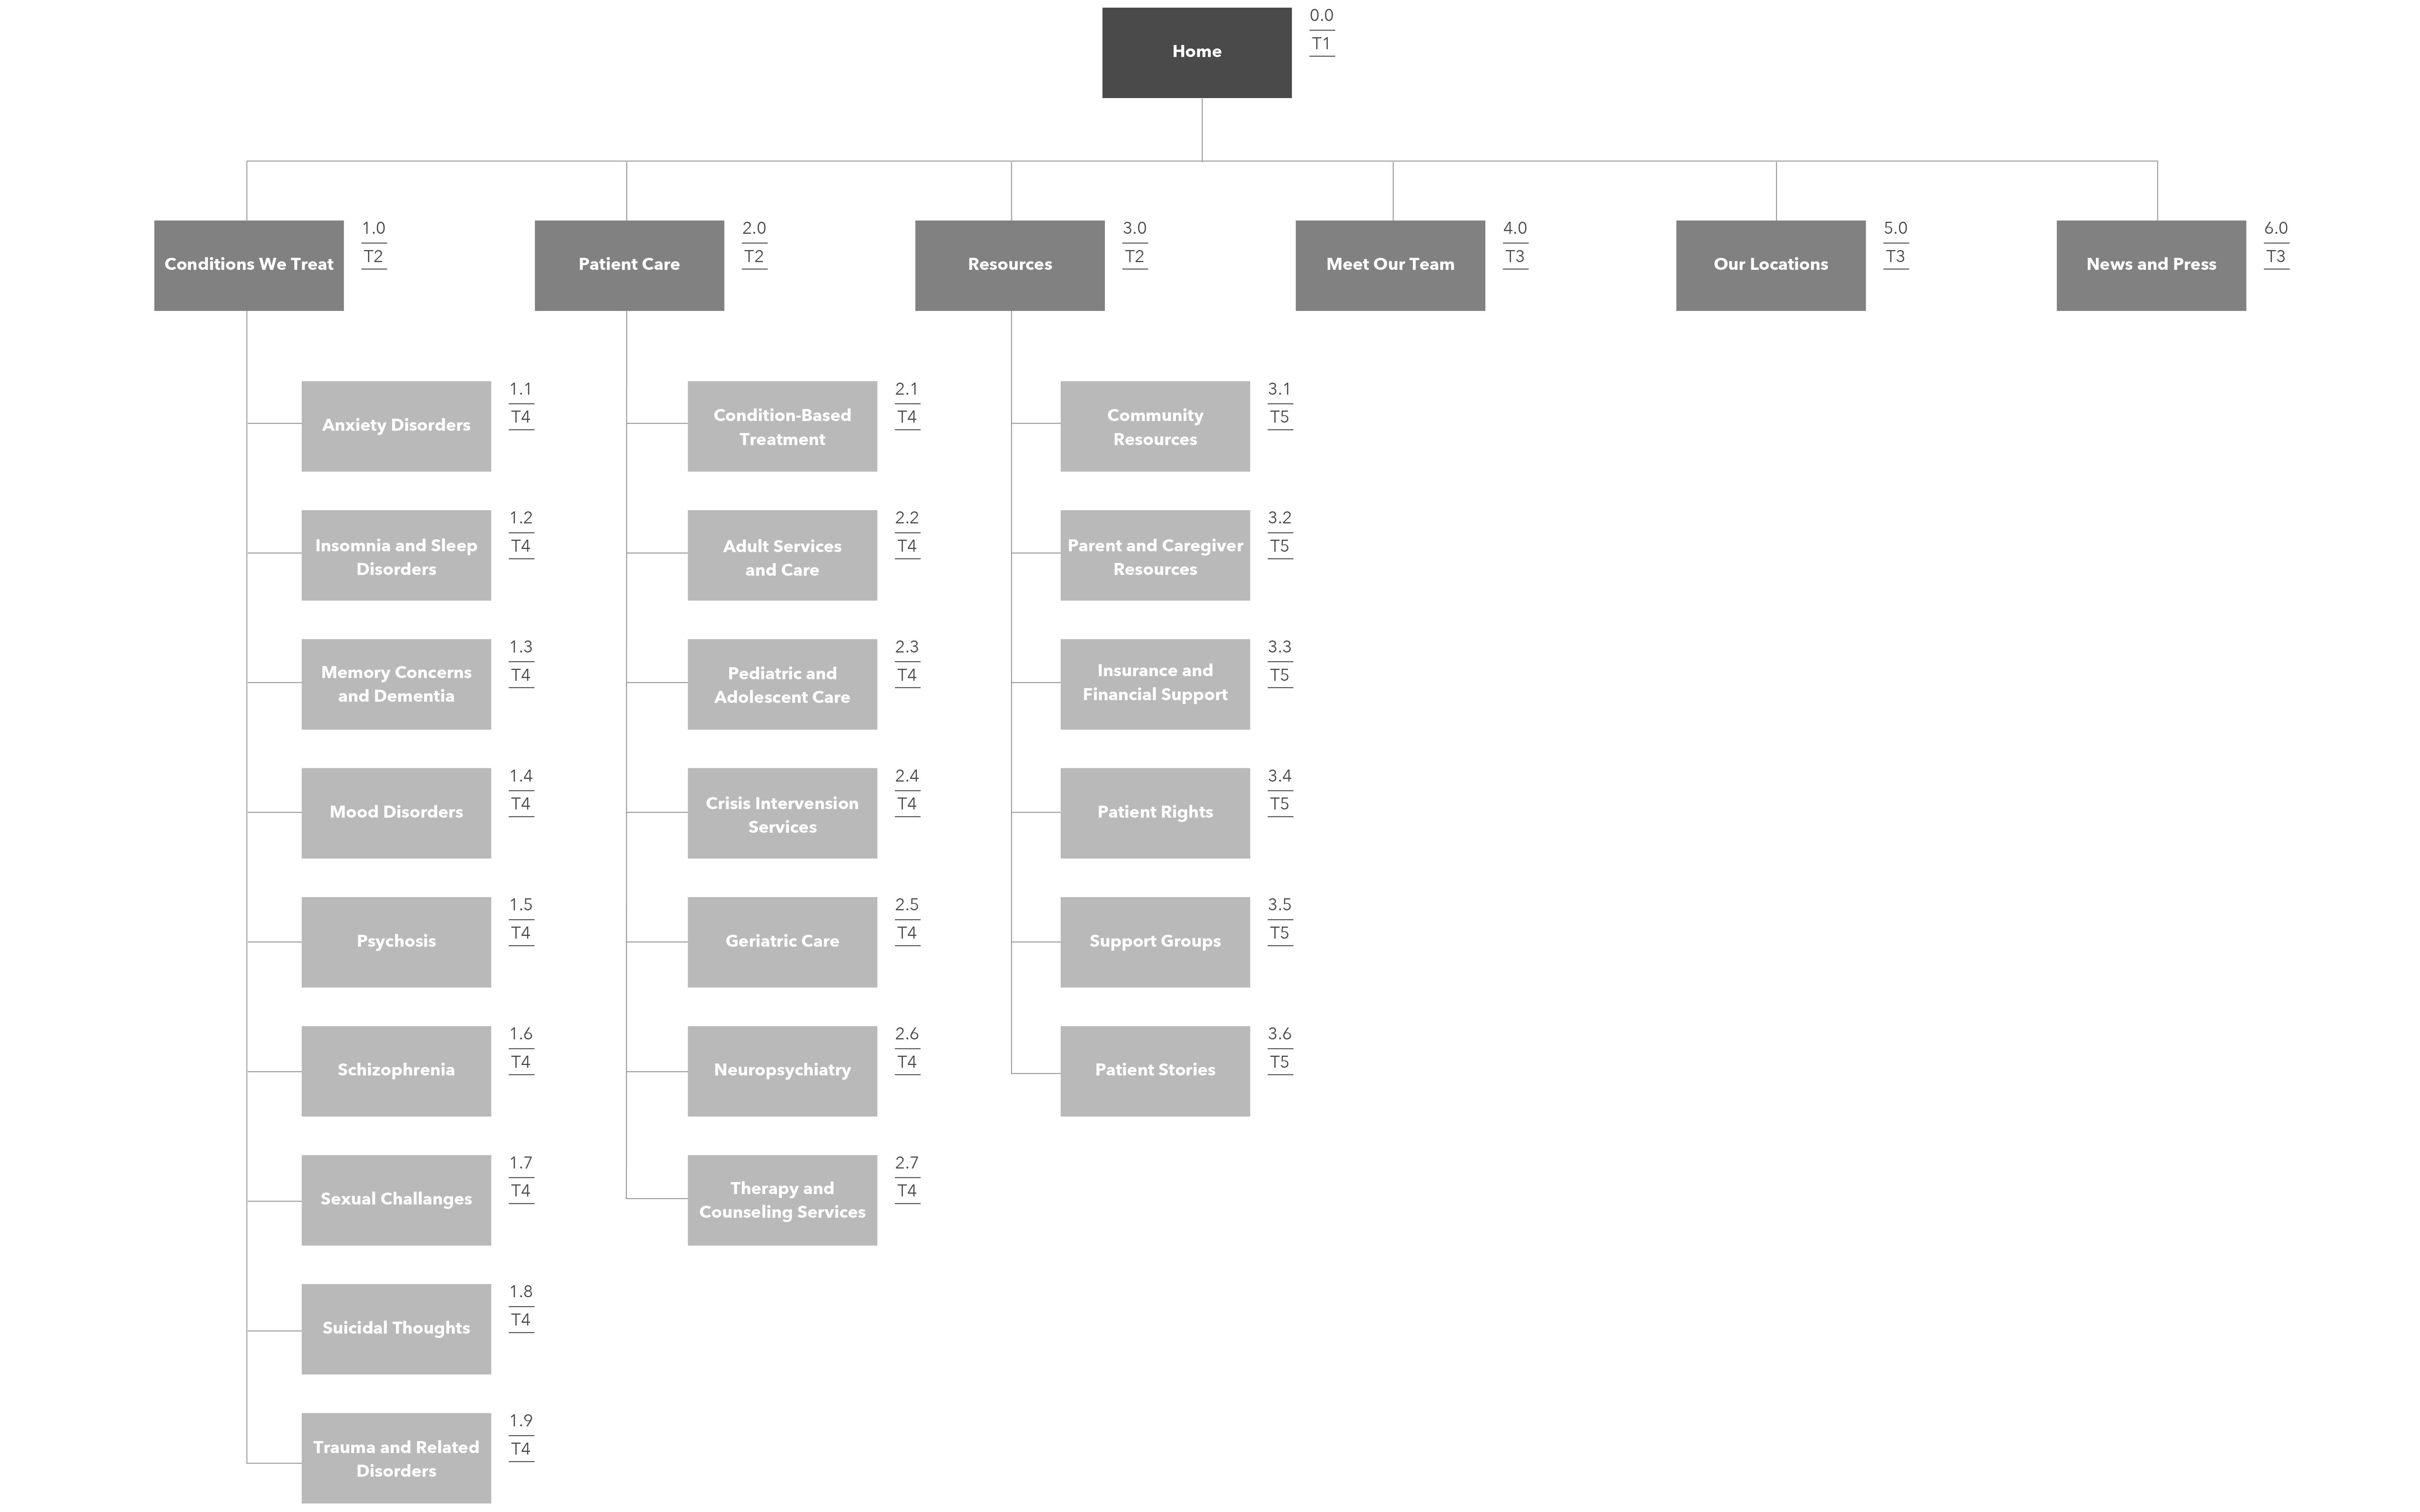 Home
0.0
T1
Conditions We Treat
1.0
T2
Patient Care
2.0
T2
Resources
3.0
T2
Meet Our Team
4.0
T3
Our Locations
5.0
T3
News and Press
6.0
T3
Anxiety Disorders
1.1
T4
Insomnia and Sleep
Disorders
1.2
T4
Memory Concerns
and Dementia
1.3
T4
Mood Disorders
1.4
T4
Psychosis
1.5
T4
Schizophrenia
1.6
T4
Sexual Challanges
1.7
T4
Suicidal Thoughts
1.8
T4
Trauma and Related
Disorders
1.9
T4
Condition-Based
Treatment
2.1
T4
Adult Services
and Care
2.2
T4
Pediatric and
Adolescent Care
2.3
T4
Crisis Intervension
Services
2.4
T4
Geriatric Care
2.5
T4
Neuropsychiatry
2.6
T4
Therapy and
Counseling Services
2.7
T4
Community
Resources
3.1
T5
Parent and Caregiver
Resources
3.2
T5
Insurance and
Financial Support
3.3
T5
Patient Rights
3.4
T5
Support Groups
3.5
T5
Patient Stories
3.6
T5